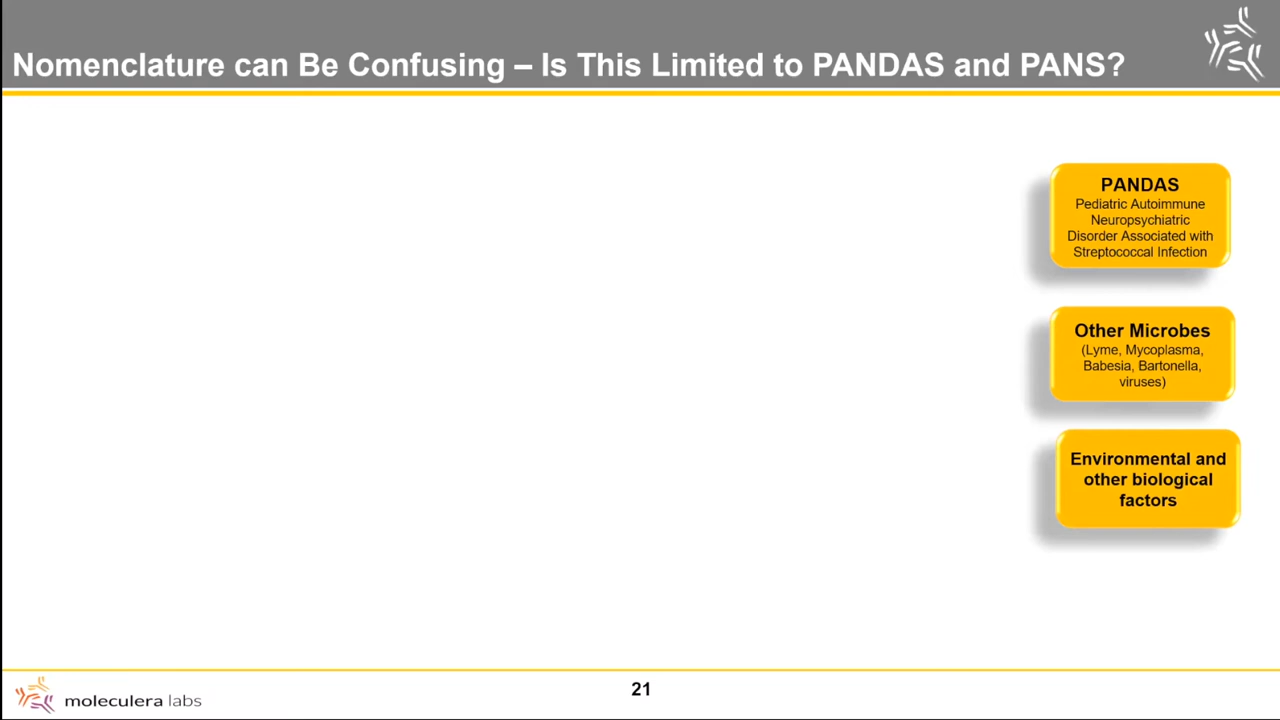 Nomenclature can Be Confusing – Is This Limited to PANDAS and PANS?
PANDAS
Pediatric Autoimmune
Neuropsychiatric
Disorder Associated with
Streptococcal Infection
Other Microbes
(Lyme, Mycoplasma,
Babesia, Bartonella,
viruses)
Environmental and
other biological
factors
moleculera labs
21